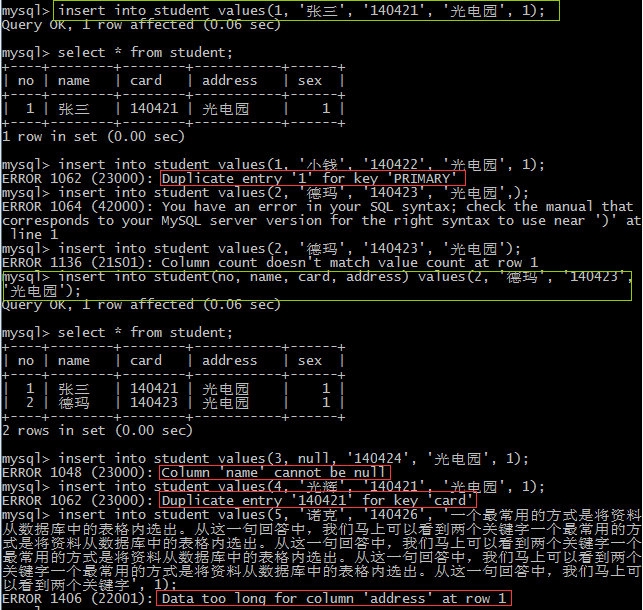 mysql> insert into student values(1, '张三', '140421', '光电园', 1);
Query OK, 1 row affected (0.06 sec)
mysql> select * from student;
+----+--------+--------+-----------+------+
| no | name   | card   | address   | sex  |
+----+--------+--------+-----------+------+
|  1 | 张三   | 140421 | 光电园    |    1 |
+----+--------+--------+-----------+------+
1 row in set (0.00 sec)
mysql> insert into student values(1, '小钱', '140422', '光电园', 1);
ERROR 1062 (23000): Duplicate entry '1' for key 'PRIMARY'
mysql> insert into student values(2, '德玛', '140423', '光电园',);
ERROR 1064 (42000): You have an error in your SQL syntax; check the manual that
corresponds to your MySQL server version for the right syntax to use near ')' at
 line 1
mysql> insert into student values(2, '德玛', '140423', '光电园');
ERROR 1136 (21S01): Column count doesn't match value count at row 1
mysql> insert into student(no, name, card, address) values(2, '德玛', '140423',
'光电园');
Query OK, 1 row affected (0.06 sec)
mysql> select * from student;
+----+--------+--------+-----------+------+
| no | name   | card   | address   | sex  |
+----+--------+--------+-----------+------+
|  1 | 张三   | 140421 | 光电园    |    1 |
|  2 | 德玛   | 140423 | 光电园    |    1 |
+----+--------+--------+-----------+------+
2 rows in set (0.00 sec)
mysql> insert into student values(3, null, '140424', '光电园', 1);
ERROR 1048 (23000): Column 'name' cannot be null
mysql> insert into student values(4, '光辉', '140421', '光电园', 1);
ERROR 1062 (23000): Duplicate entry '140421' for key 'card'
mysql> insert into student values(5, '诺克', '140426', '一个最常用的方式是将资料
从数据库中的表格内选出。从这一句回答中，我们马上可以看到两个关键字一个最常用的方
式是将资料从数据库中的表格内选出。从这一句回答中，我们马上可以看到两个关键字一个
最常用的方式是将资料从数据库中的表格内选出。从这一句回答中，我们马上可以看到两个
关键字一个最常用的方式是将资料从数据库中的表格内选出。从这一句回答中，我们马上可
以看到两个关键字', 1);
ERROR 1406 (22001): Data too long for column 'address' at row 1